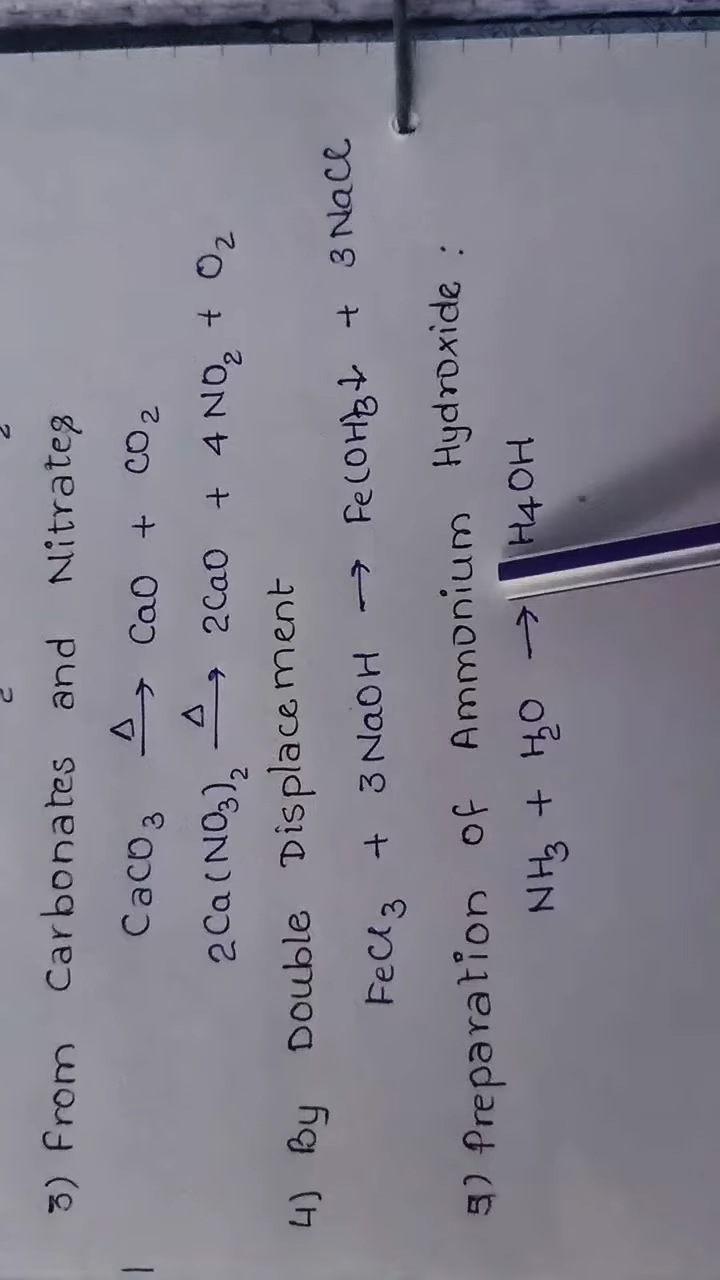 3) From Carbonates and Nitrates
CaCO₃ —Δ→ CaO + CO₂
2Ca(NO₃)₂ —Δ→ 2CaO + 4NO₂ + O₂
4) By Double Displacement
FeCl₃ + 3NaOH → Fe(OH)₃↓ + 3NaCl
5) Preparation of Ammonium Hydroxide :
NH₃ + H₂O → H₄OH